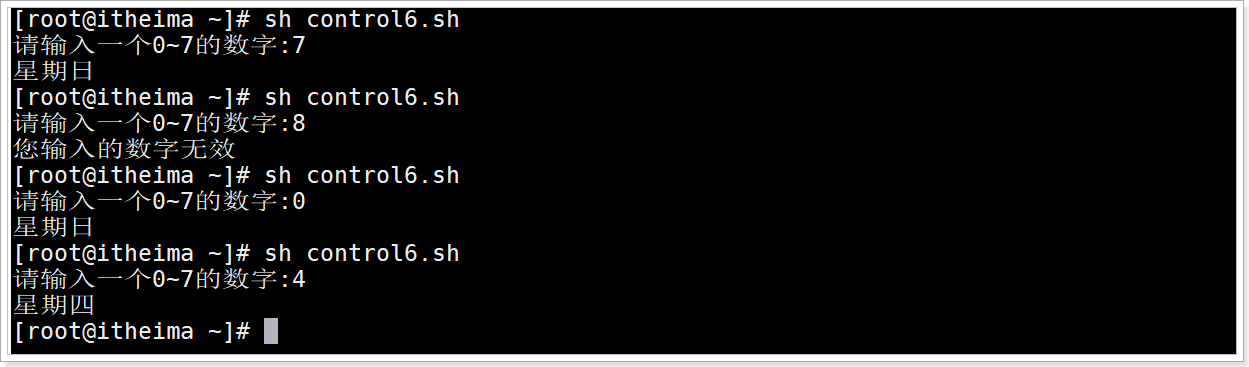 [root@itheima ~]# sh control6.sh
请输入一个0~7的数字:7
星期日
[root@itheima ~]# sh control6.sh
请输入一个0~7的数字:8
您输入的数字无效
[root@itheima ~]# sh control6.sh
请输入一个0~7的数字:0
星期日
[root@itheima ~]# sh control6.sh
请输入一个0~7的数字:4
星期四
[root@itheima ~]#